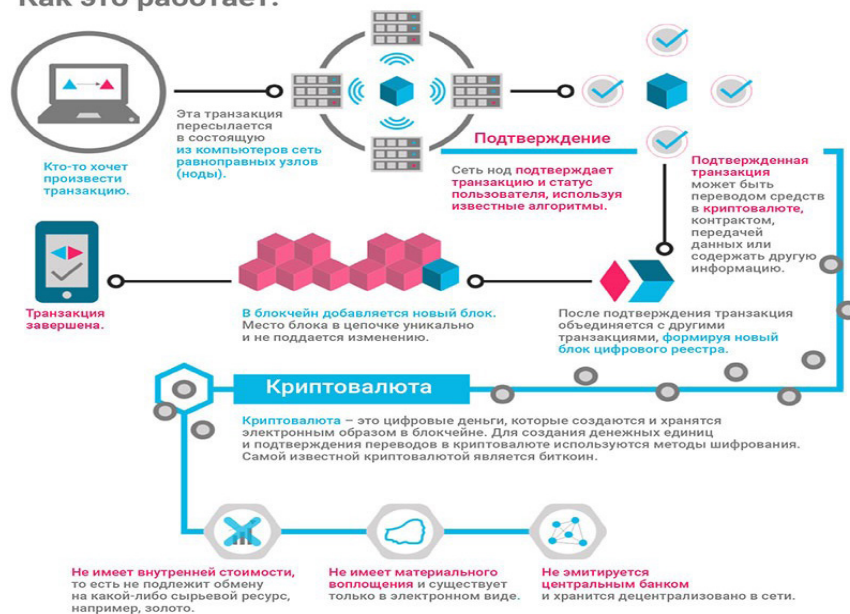 Как это работает:
Кто-то хочет
произвести
транзакцию.
Эта транзакция
пересылается
в состоящую
из компьютеров сеть
равноправных узлов
(ноды).
Подтверждение
Сеть нод подтверждает
транзакцию и статус
пользователя, используя
известные алгоритмы.
Подтвержденная
транзакция
может быть
переводом средств
в криптовалюте,
контрактом,
передачей
данных или
содержать другую
информацию.
После подтверждения транзакция
объединяется с другими
транзакциями, формируя новый
блок цифрового реестра.
В блокчейн добавляется новый блок.
Место блока в цепочке уникально
и не поддается изменению.
Транзакция
завершена.
Криптовалюта
Криптовалюта – это цифровые деньги, которые создаются и хранятся
электронным образом в блокчейне. Для создания денежных единиц
и подтверждения переводов в криптовалюте используются методы шифрования.
Самой известной криптовалютой является биткоин.
Не имеет внутренней стоимости,
то есть не подлежит обмену
на какой-либо сырьевой ресурс,
например, золото.
Не имеет материального
воплощения и существует
только в электронном виде.
Не эмитируется
центральным банком
и хранится децентрализовано в сети.